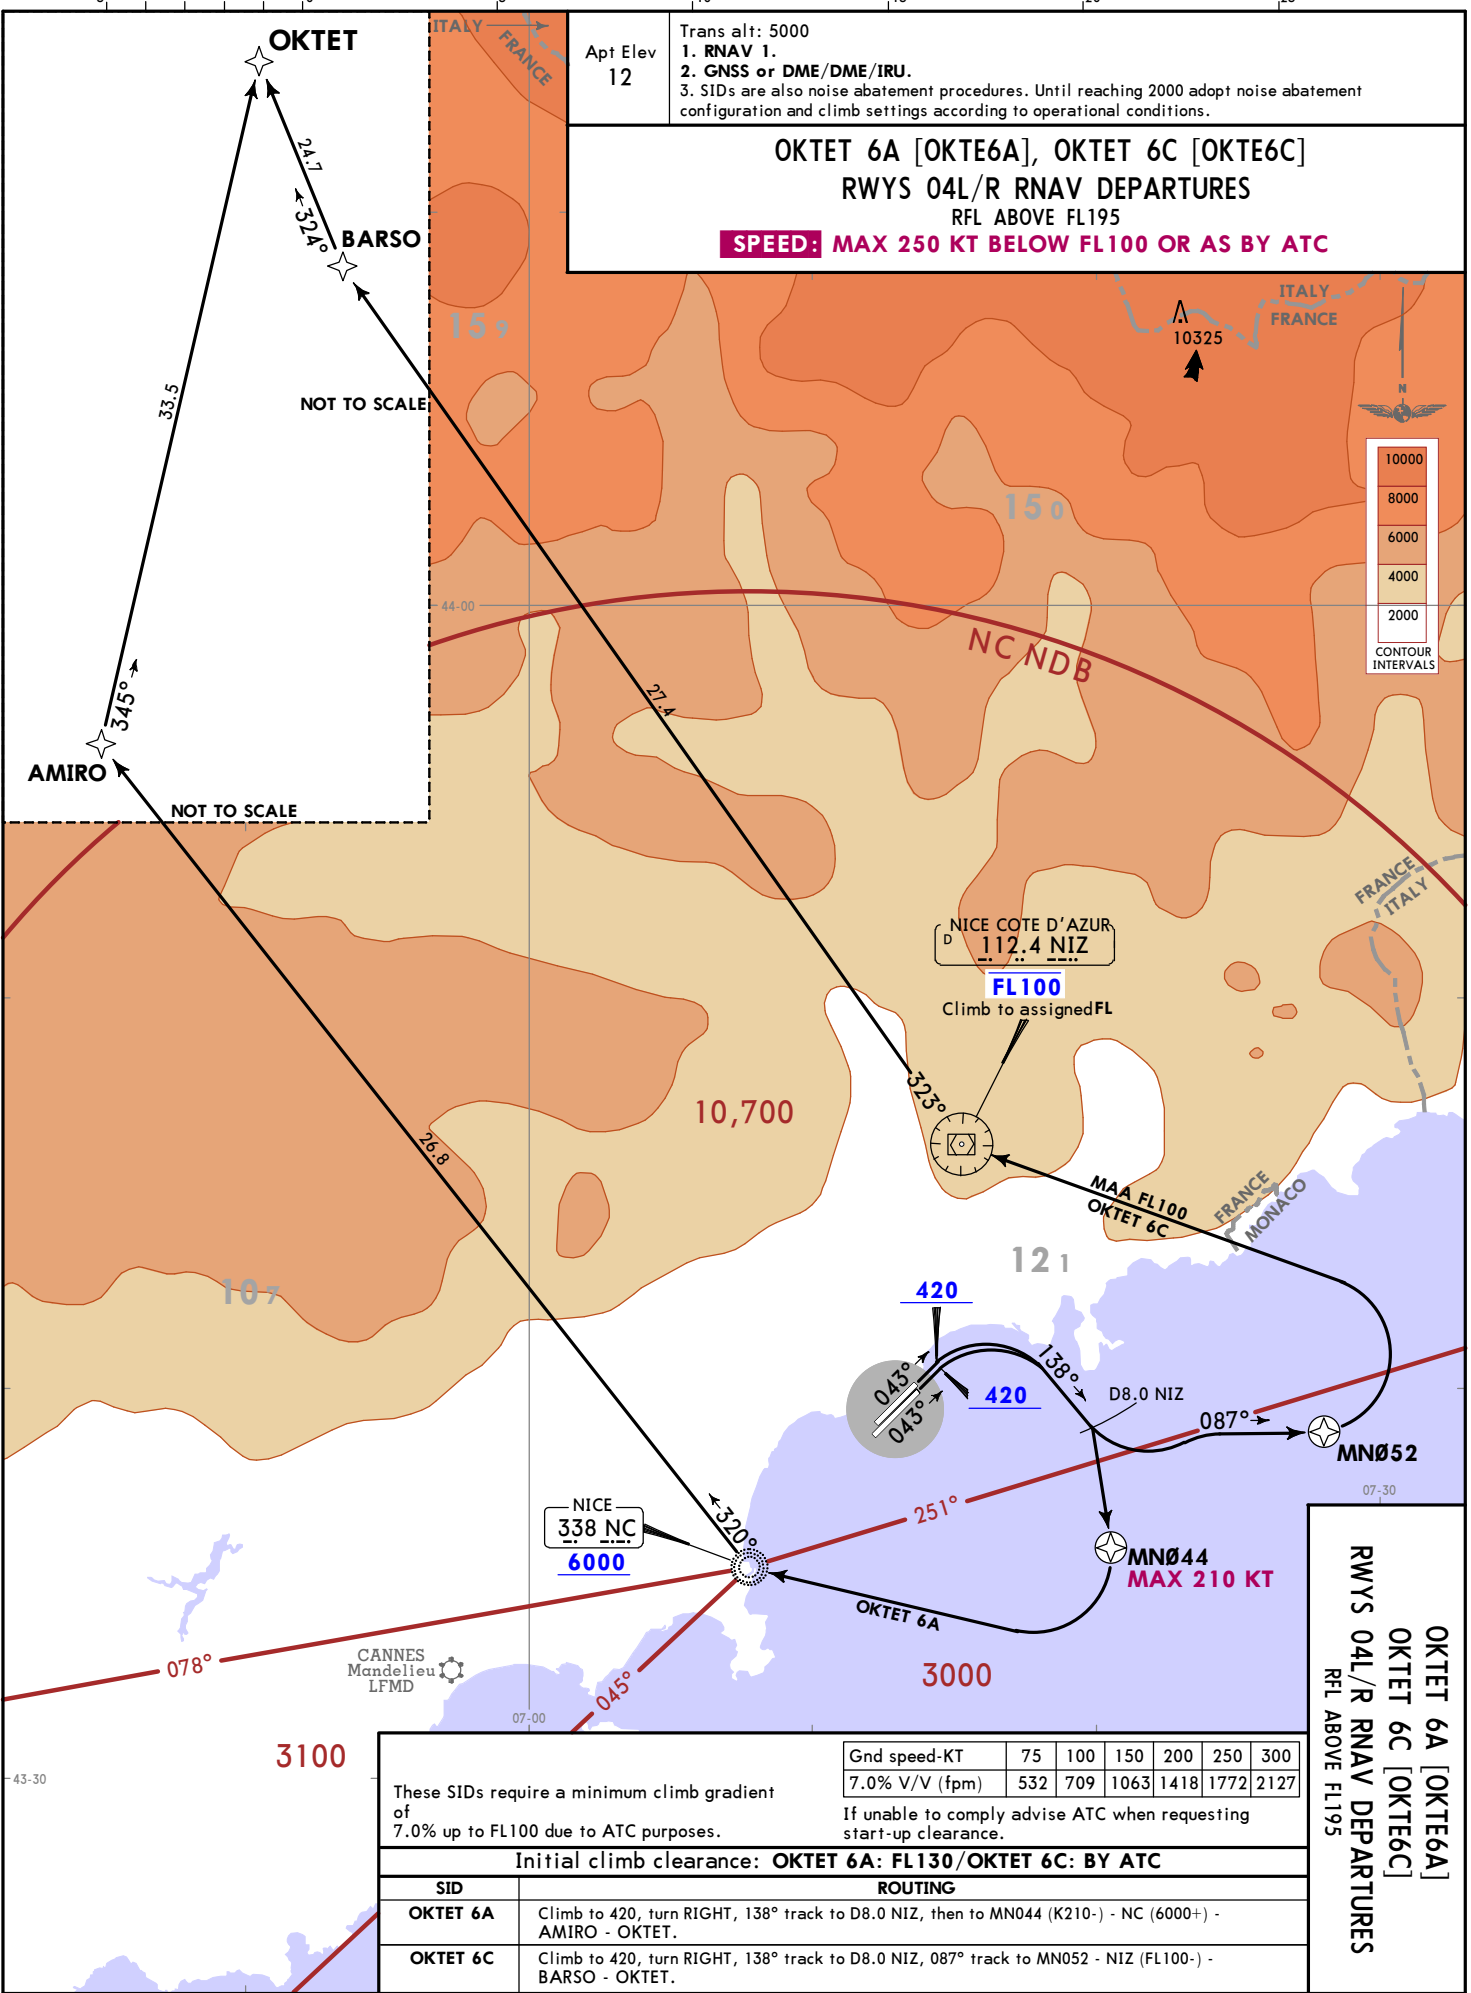 OKTET
ITALY
FRANCE
Apt Elev
12
Trans alt: 5000
1. RNAV 1.
2. GNSS or DME/DME/IRU.
3. SIDs are also noise abatement procedures. Until reaching 2000 adopt noise abatement
configuration and climb settings according to operational conditions.
OKTET 6A [OKTE6A], OKTET 6C [OKTE6C]
RWYS 04L/R RNAV DEPARTURES
RFL ABOVE FL195
SPEED: MAX 250 KT BELOW FL100 OR AS BY ATC
24.7
324°
BARSO
159
ITALY
FRANCE
10325
N
33.5
NOT TO SCALE
10000
8000
6000
4000
2000
CONTOUR
INTERVALS
150
44-00
NC NDB
27.4
345°
AMIRO
NOT TO SCALE
FRANCE
ITALY
NICE COTE D'AZUR
D 112.4 NIZ
FL100
Climb to assigned FL
323°
10,700
26.8
MAA FL100
OKTET 6C
FRANCE
MONACO
121
107
420
043°
043°
420
138°
D8.0 NIZ
087°
MNØ52
07-30
251°
NICE
338 NC
6000
320°
MNØ44
MAX 210 KT
OKTET 6A
078°
CANNES
Mandelieu
LFMD
045°
3000
07-00
3100
43-30
These SIDs require a minimum climb gradient
of
7.0% up to FL100 due to ATC purposes.
Gnd speed-KT 75 100 150 200 250 300
7.0% V/V (fpm) 532 709 1063 1418 1772 2127
If unable to comply advise ATC when requesting
start-up clearance.
Initial climb clearance: OKTET 6A: FL130/OKTET 6C: BY ATC
SID ROUTING
OKTET 6A Climb to 420, turn RIGHT, 138° track to D8.0 NIZ, then to MN044 (K210-) - NC (6000+) -
AMIRO - OKTET.
OKTET 6C Climb to 420, turn RIGHT, 138° track to D8.0 NIZ, 087° track to MN052 - NIZ (FL100-) -
BARSO - OKTET.
OKTET 6A [OKTE6A]
OKTET 6C [OKTE6C]
RWYS 04L/R RNAV DEPARTURES
RFL ABOVE FL195